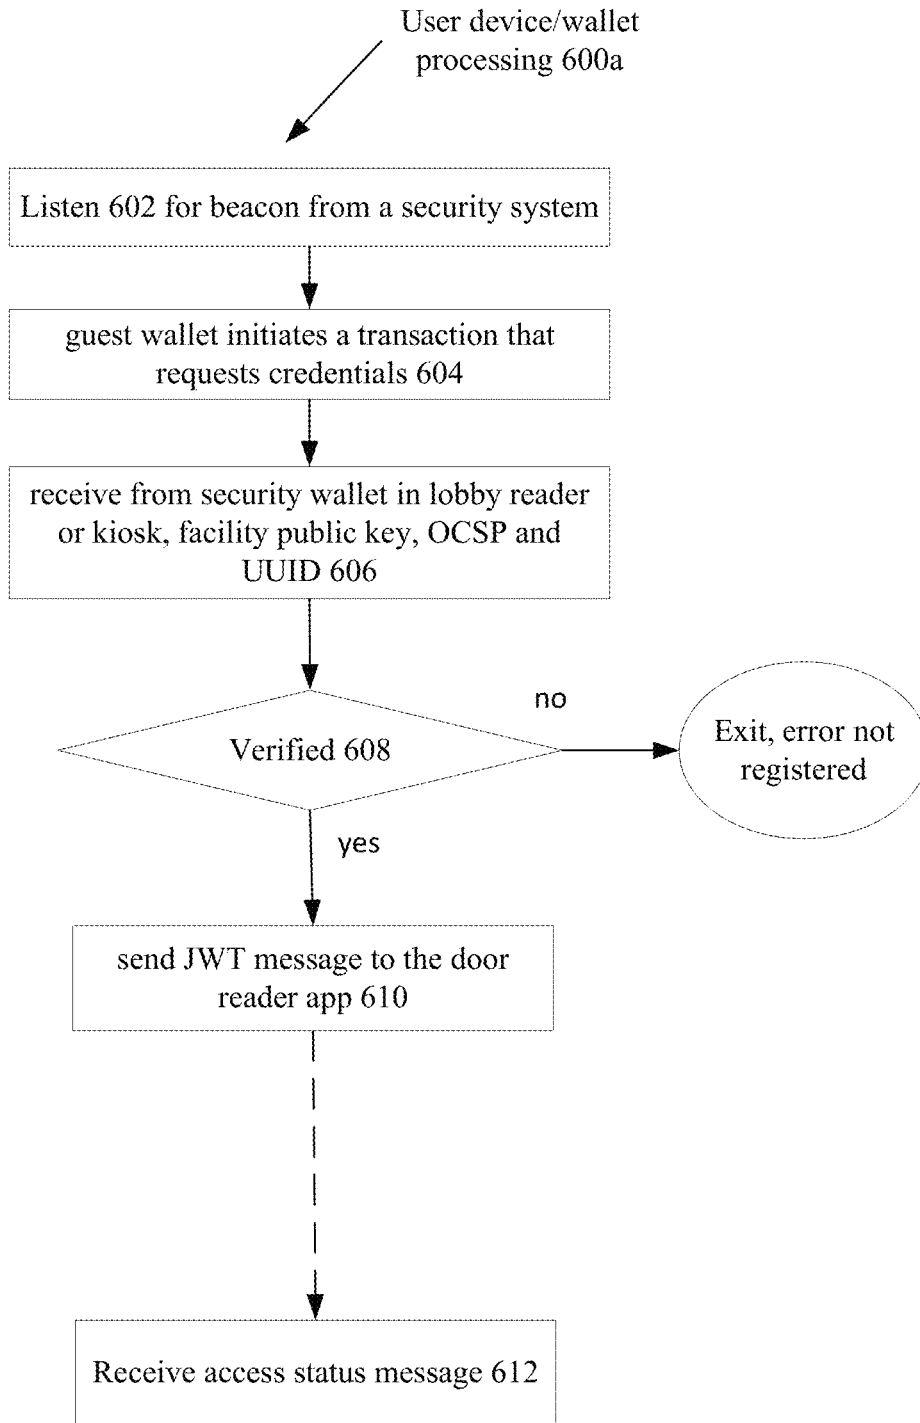 User device/wallet
processing 600a
Listen 602 for beacon from a security system
guest wallet initiates a transaction that
requests credentials 604
receive from security wallet in lobby reader
or kiosk, facility public key, OCSP and
UUID 606
Verified 608
no
Exit, error not
registered
yes
send JWT message to the door
reader app 610
Receive access status message 612